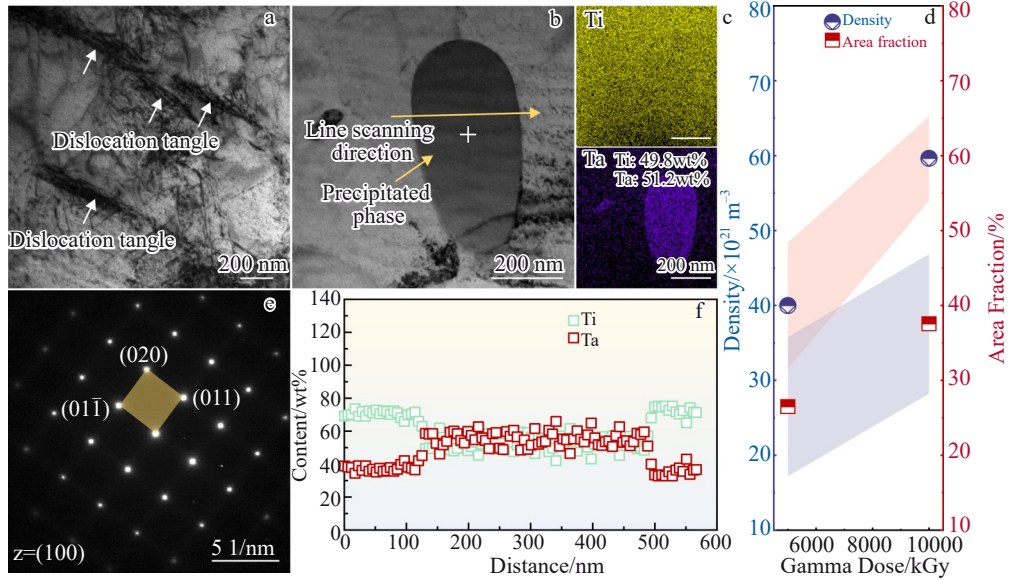 a
Dislocation tangle
Dislocation tangle
200 nm
b
Line scanning
direction
Precipitated
phase
200 nm
Ti
c
Ta
Ti: 49.8wt%
Ta: 51.2wt%
200 nm
d
Density
Area fraction
80
70
60
50
40
30
20
10
Density/×10²¹ m⁻³
80
70
60
50
40
30
20
10
Area Fraction/%
6000
8000
10000
Gamma Dose/kGy
e
(020)
(011̄)
(011)
z=(100)
5 1/nm
f
Ti
Ta
140
120
100
80
60
40
20
0
Content/wt%
0
100
200
300
400
500
600
Distance/nm